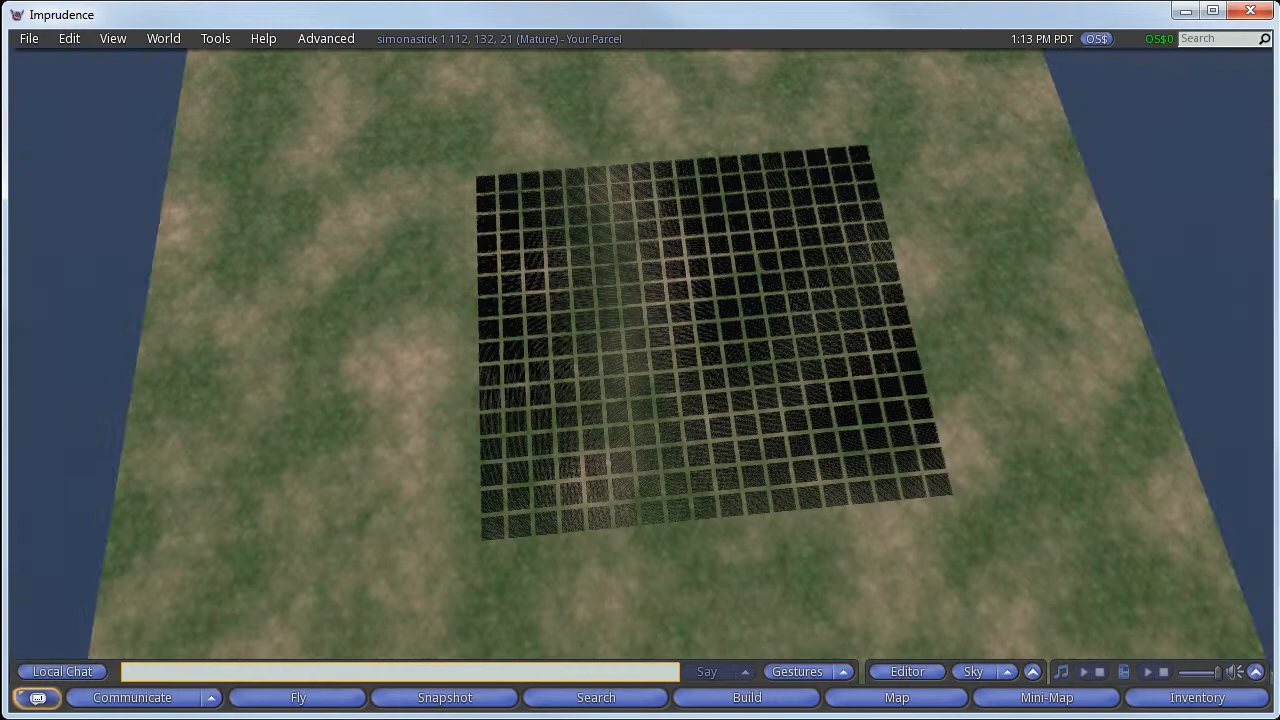 Imprudence
File Edit View World Tools Help Advanced simonastick 1 112, 132, 21 (Mature) - Your Parcel 1:13 PM PDT OS$ OS$0 Search
Local Chat Say Gestures Editor Sky
Communicate Fly Snapshot Search Build Map Mini-Map Inventory